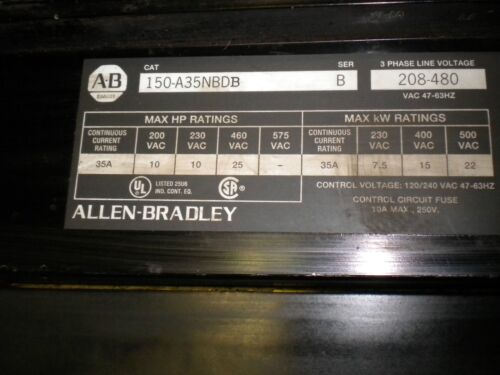 A-B
CAT SER 3 PHASE LINE VOLTAGE
150-A35NBDB B 208-480
VAC 47-63HZ
MAX HP RATINGS MAX kW RATINGS
CONTINUOUS CURRENT RATING 200 VAC 230 VAC 460 VAC 575 VAC CONTINUOUS CURRENT RATING 230 VAC 400 VAC 500 VAC
35A 10 10 25 - 35A 7.5 15 22
UL LISTED 25U6 IND. CONT. EQ. SA
CONTROL VOLTAGE: 120/240 VAC 47-63HZ
CONTROL CIRCUIT FUSE
10A MAX., 250V.
ALLEN-BRADLEY